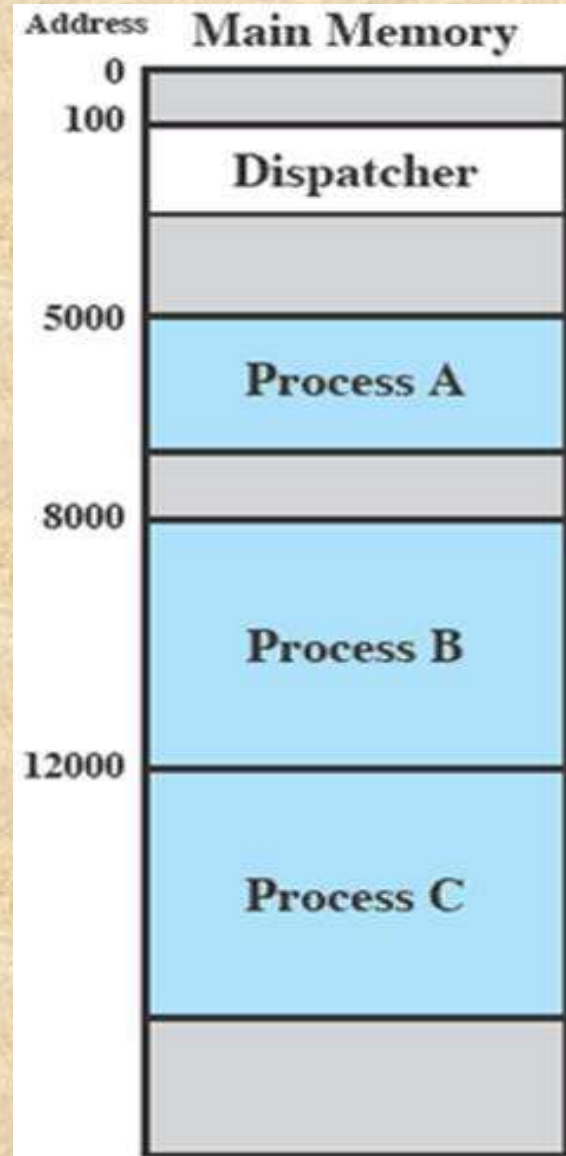 Address Main Memory
0
100
Dispatcher
5000
Process A
8000
Process B
12000
Process C